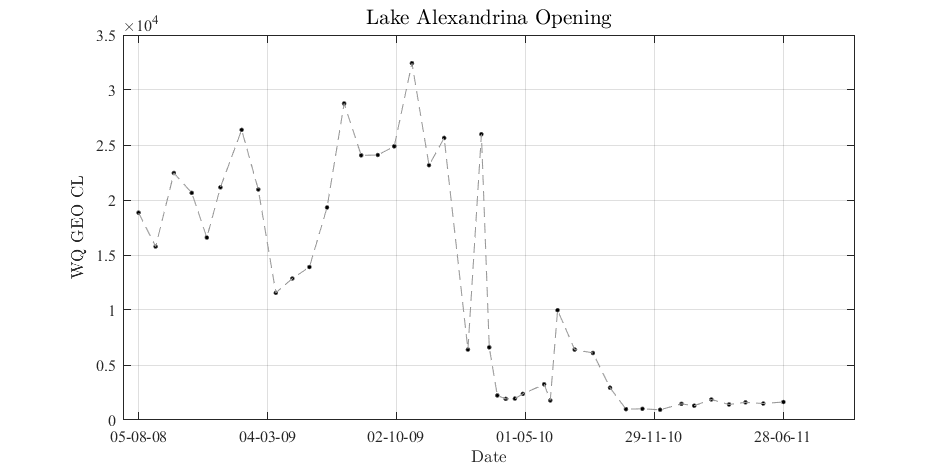 Lake Alexandrina Opening
×10⁴
3.5
3
2.5
2
1.5
1
0.5
0
WQ GEO CL
05-08-08 04-03-09 02-10-09 01-05-10 29-11-10 28-06-11
Date